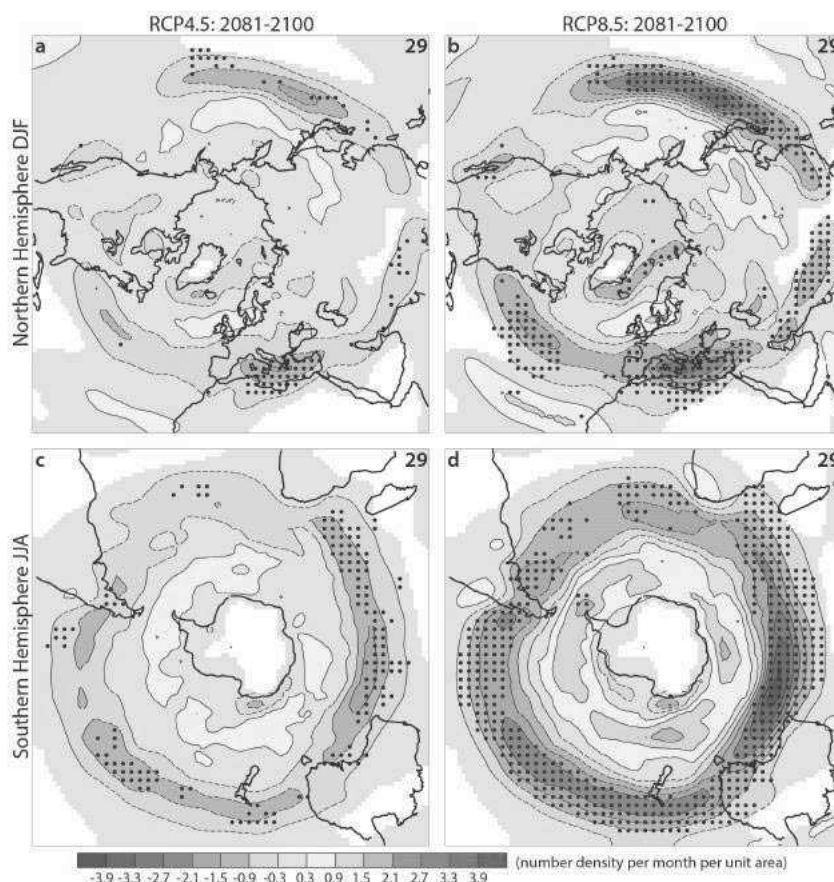 RCP4.5: 2081-2100 RCP8.5: 2081-2100
a 29 b 29
Northern Hemisphere DJF
c 29 d 29
Southern Hemisphere JJA
(number density per month per unit area)
-3.9 -3.3 -2.7 -2.1 -1.5 -0.9 -0.3 0.3 0.9 1.5 2.1 2.7 3.3 3.9